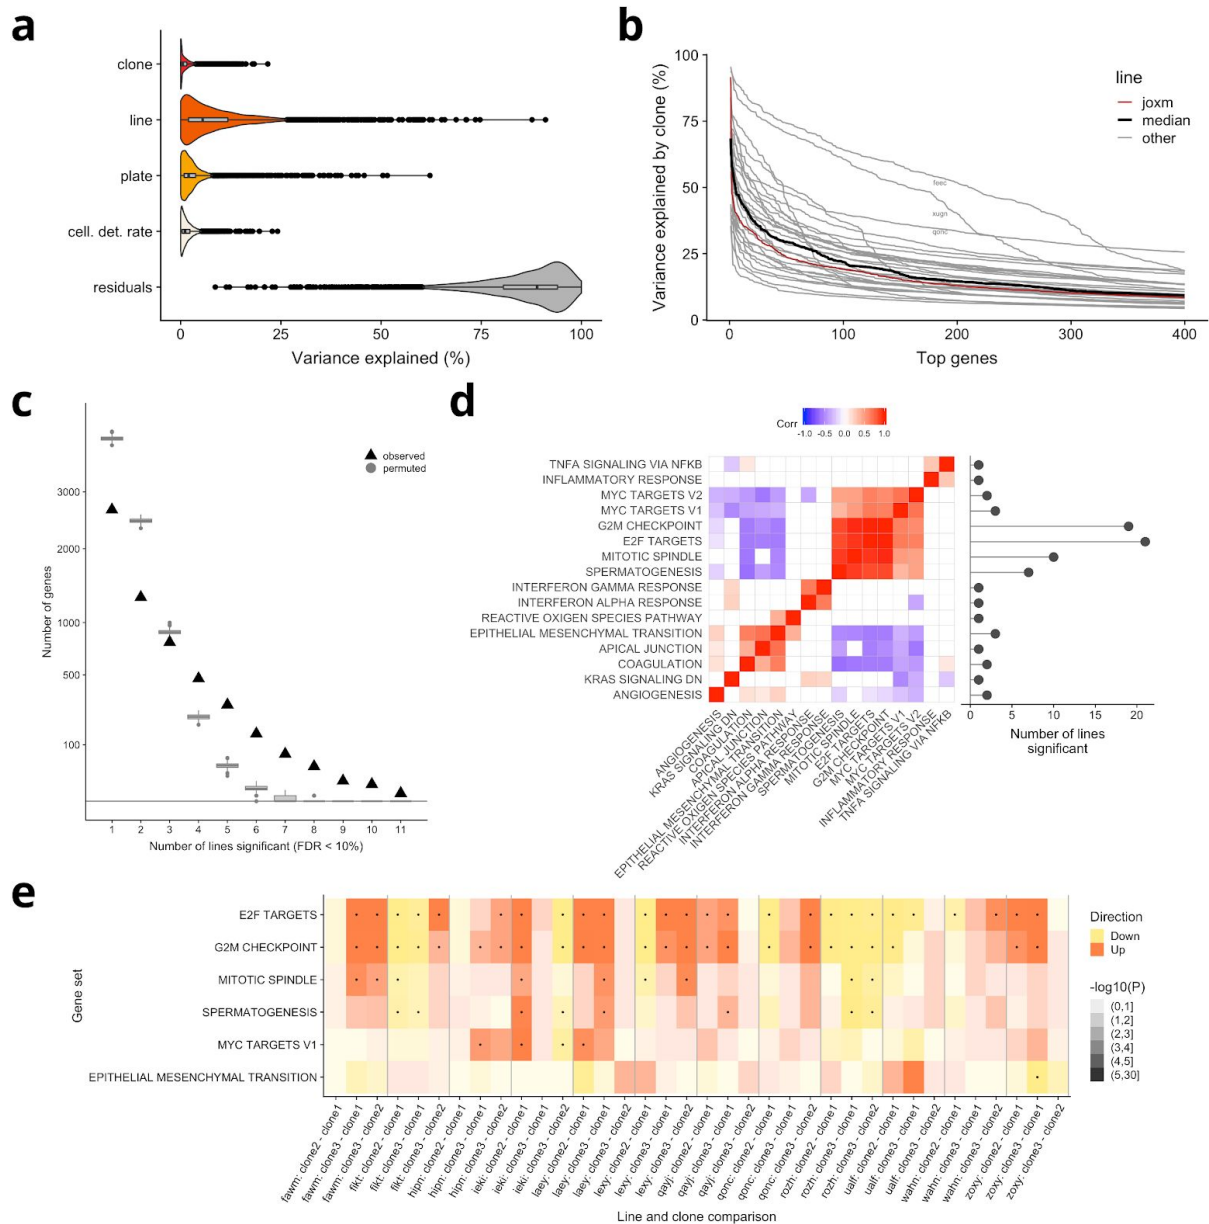 a
clone
line
plate
cell. det. rate
residuals
0
25
50
75
100
Variance explained (%)
b
Variance explained by clone (%)
100
75
50
25
0
feec
xugn
qonc
line
joxm
median
other
0
100
200
300
400
Top genes
c
Number of genes
3000
2000
1000
500
100
observed
permuted
1
2
3
4
5
6
7
8
9
10
11
Number of lines significant (FDR < 10%)
d
Corr
-1.0
-0.5
0.0
0.5
1.0
TNFA SIGNALING VIA NFKB
INFLAMMATORY RESPONSE
MYC TARGETS V2
MYC TARGETS V1
G2M CHECKPOINT
E2F TARGETS
MITOTIC SPINDLE
SPERMATOGENESIS
INTERFERON GAMMA RESPONSE
INTERFERON ALPHA RESPONSE
REACTIVE OXIGEN SPECIES PATHWAY
EPITHELIAL MESENCHYMAL TRANSITION
APICAL JUNCTION
COAGULATION
KRAS SIGNALING DN
ANGIOGENESIS
ANGIOGENESIS
KRAS SIGNALING DN
COAGULATION
APICAL JUNCTION
EPITHELIAL MESENCHYMAL TRANSITION
REACTIVE OXIGEN SPECIES PATHWAY
INTERFERON ALPHA RESPONSE
INTERFERON GAMMA RESPONSE
SPERMATOGENESIS
MITOTIC SPINDLE
E2F TARGETS
G2M CHECKPOINT
MYC TARGETS V1
MYC TARGETS V2
INFLAMMATORY RESPONSE
TNFA SIGNALING VIA NFKB
0
5
10
15
20
Number of lines
significant
e
Gene set
E2F TARGETS
G2M CHECKPOINT
MITOTIC SPINDLE
SPERMATOGENESIS
MYC TARGETS V1
EPITHELIAL MESENCHYMAL TRANSITION
Direction
Down
Up
-log10(P)
(0,1]
(1,2]
(2,3]
(3,4]
(4,5]
(5,30]
fawm: clone2 - clone1
fawm: clone3 - clone1
fawm: clone3 - clone2
fikt: clone2 - clone1
fikt: clone3 - clone1
fikt: clone3 - clone2
hipn: clone2 - clone1
hipn: clone3 - clone1
hipn: clone3 - clone2
ieki: clone2 - clone1
ieki: clone3 - clone1
ieki: clone3 - clone2
laey: clone2 - clone1
laey: clone3 - clone1
laey: clone3 - clone2
lexy: clone2 - clone1
lexy: clone3 - clone1
lexy: clone3 - clone2
qayj: clone2 - clone1
qayj: clone3 - clone1
qayj: clone3 - clone2
qonc: clone2 - clone1
qonc: clone3 - clone1
qonc: clone3 - clone2
rozh: clone2 - clone1
rozh: clone3 - clone1
rozh: clone3 - clone2
ualf: clone2 - clone1
ualf: clone3 - clone1
ualf: clone3 - clone2
wahn: clone2 - clone1
wahn: clone3 - clone1
wahn: clone3 - clone2
zoxy: clone2 - clone1
zoxy: clone3 - clone1
zoxy: clone3 - clone2
Line and clone comparison